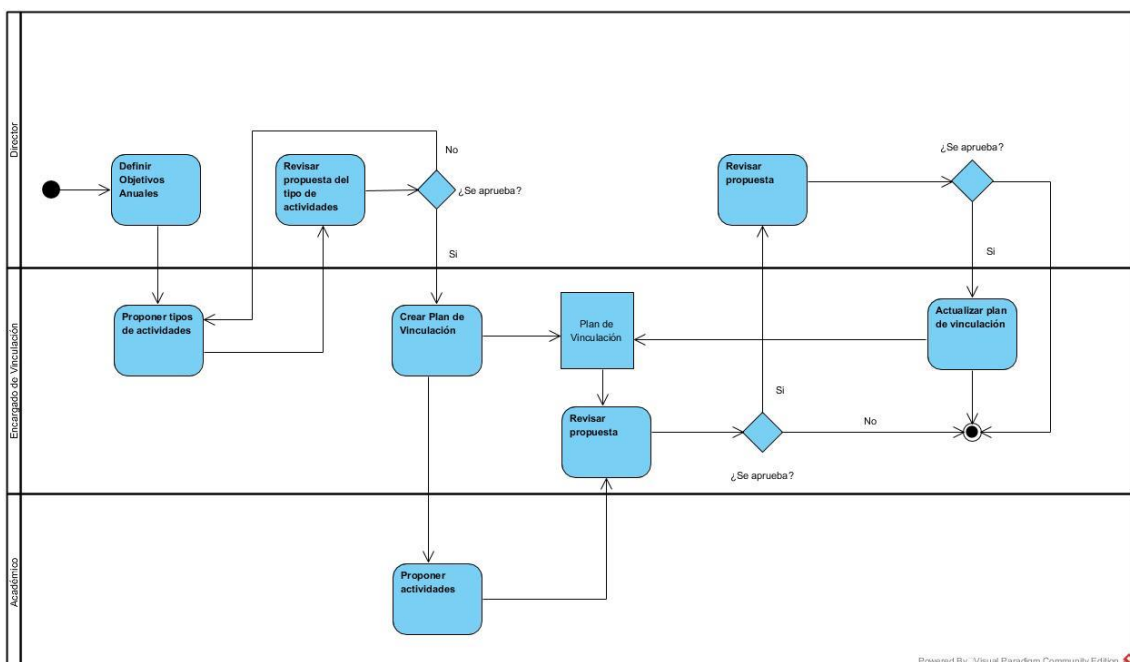 Director
Definir
Objetivos
Anuales
Revisar
propuesta del
tipo de
actividades
No
¿Se aprueba?
Si
Revisar
propuesta
¿Se aprueba?
Si
Encargado de Vinculación
Proponer tipos
de actividades
Crear Plan de
Vinculación
Plan de
Vinculación
Actualizar plan
de vinculación
Revisar
propuesta
Si
No
¿Se aprueba?
Académico
Proponer
actividades
Powered By Visual Paradigm Community Edition